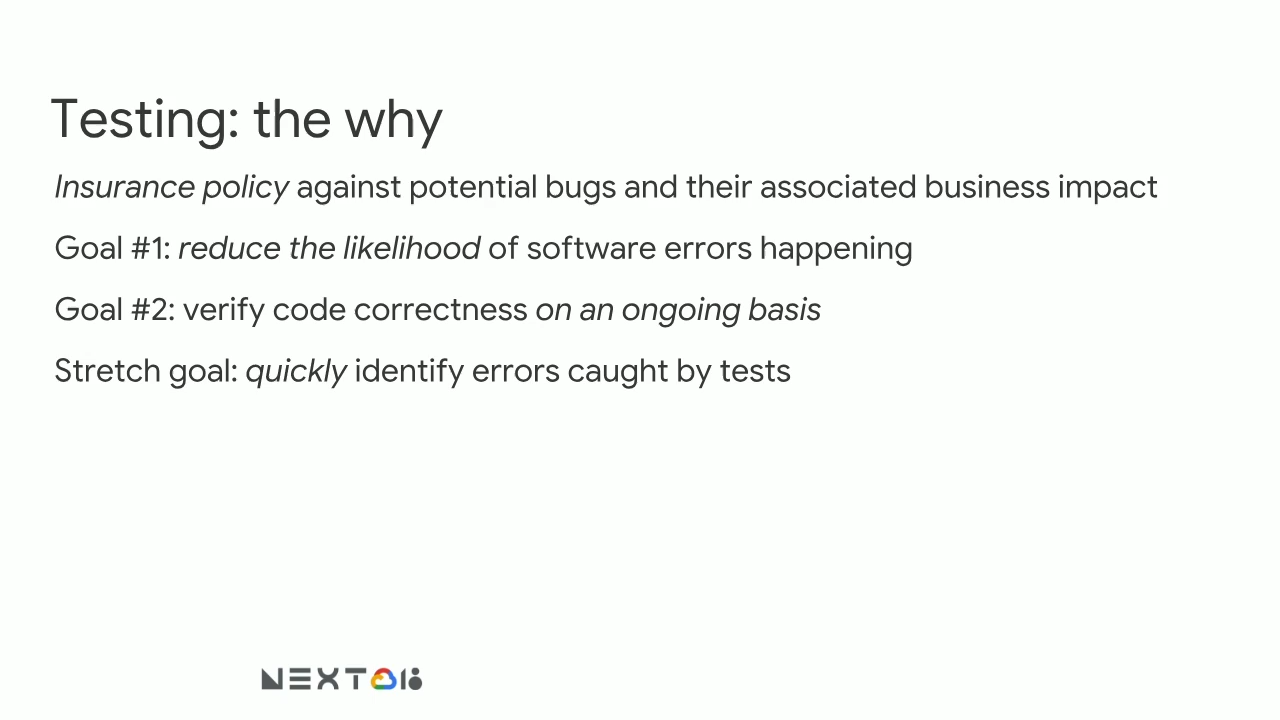 Testing: the why
Insurance policy against potential bugs and their associated business impact
Goal #1: reduce the likelihood of software errors happening
Goal #2: verify code correctness on an ongoing basis
Stretch goal: quickly identify errors caught by tests
NEXT 18